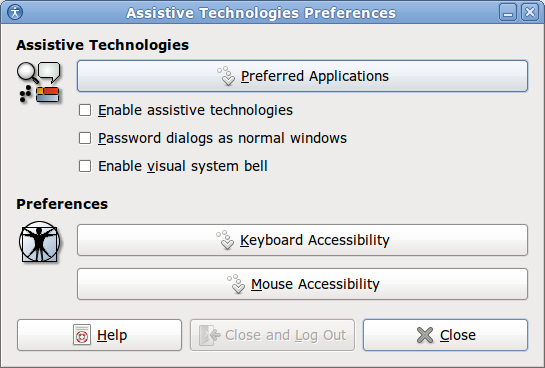 Assistive Technologies Preferences
Assistive Technologies
Preferred Applications
Enable assistive technologies
Password dialogs as normal windows
Enable visual system bell
Preferences
Keyboard Accessibility
Mouse Accessibility
Help
Close and Log Out
Close